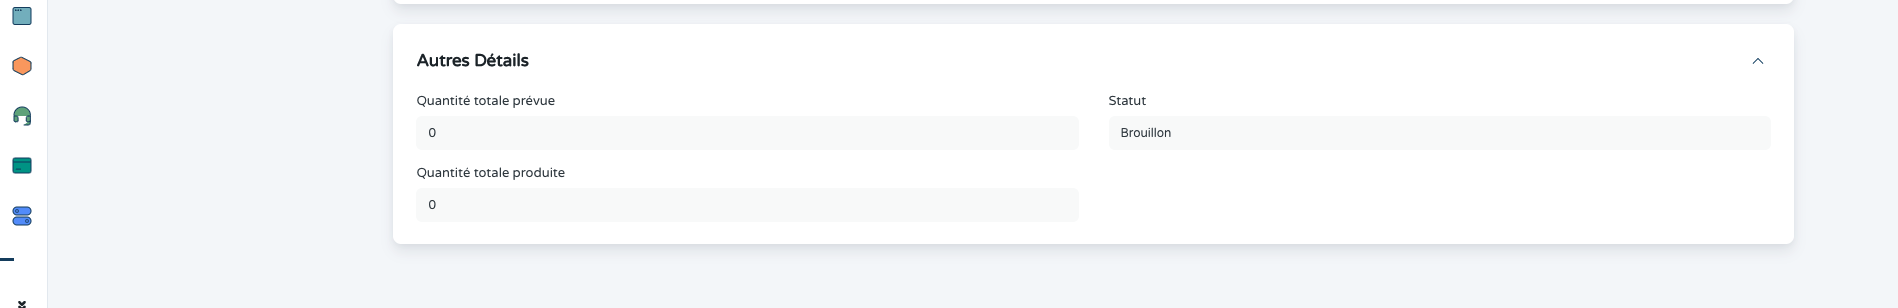 Autres Détails
Quantité totale prévue
0
Statut
Brouillon
Quantité totale produite
0